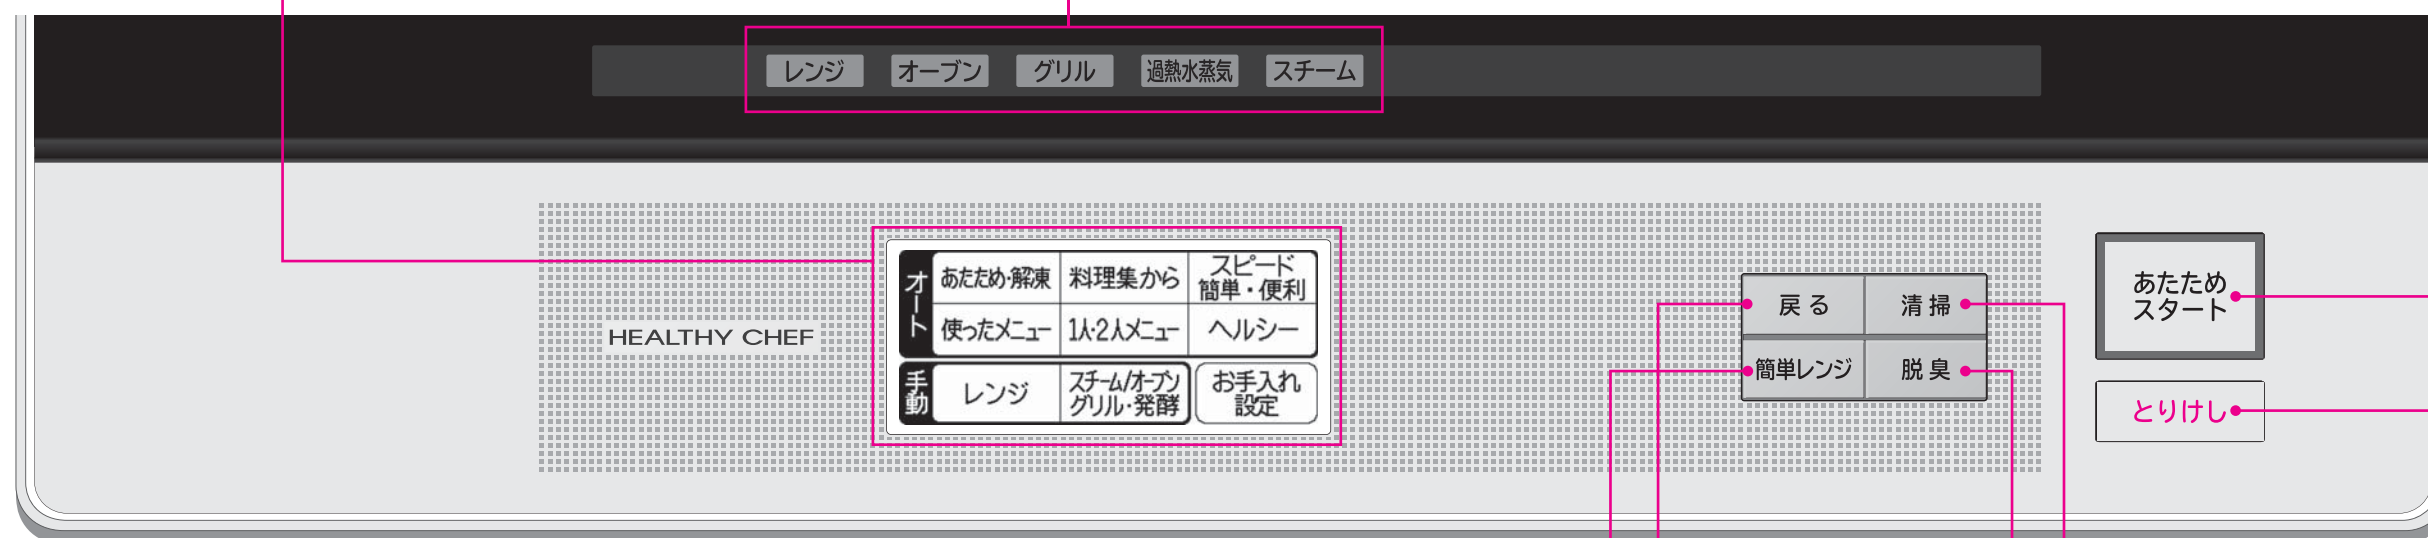 レンジ オーブン グリル 過熱水蒸気 スチーム
HEALTHY CHEF
オート
あたため・解凍 料理集から スピード
簡単・便利
使ったメニュー 1人・2人メニュー ヘルシー
手動
レンジ スチーム/オーブン
グリル・発酵 お手入れ
設定
戻る 清掃
簡単レンジ 脱臭
あたため
スタート
とりけし